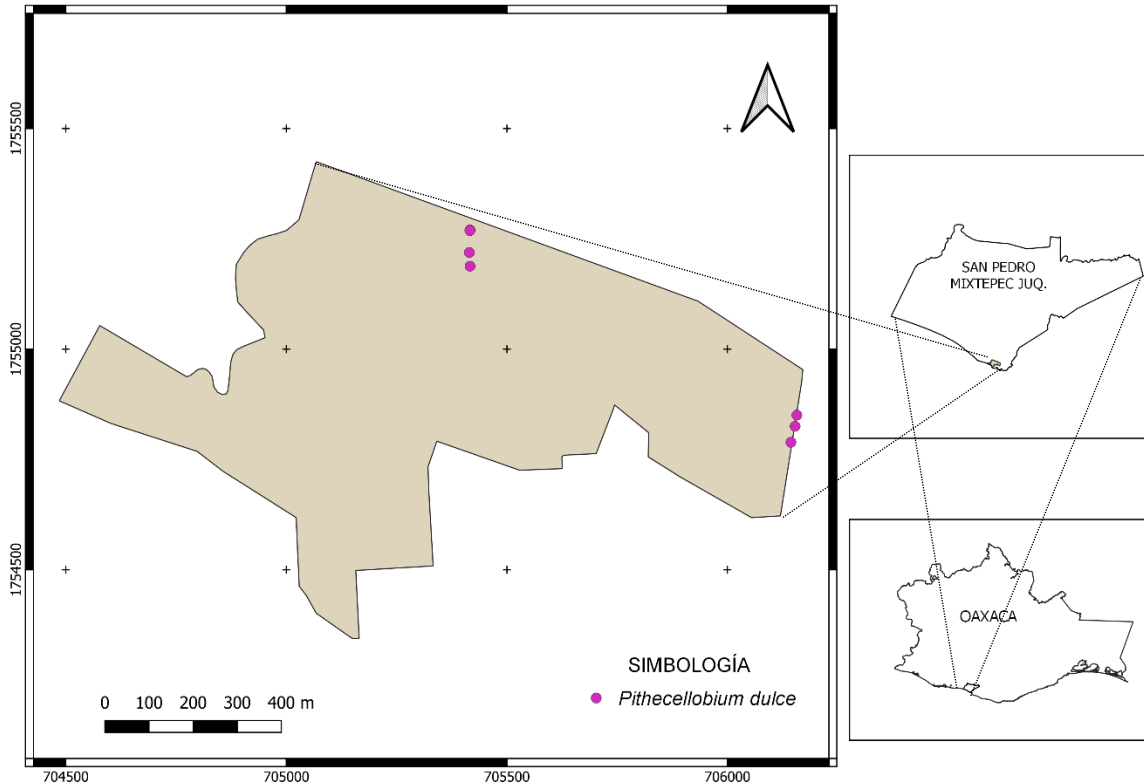 1755500
1755000
1754500
SAN PEDRO
MIXTEPEC JUQ.
OAXACA
SIMBOLOGÍA
Pithecellobium dulce
0 100 200 300 400 m
704500 705000 705500 706000